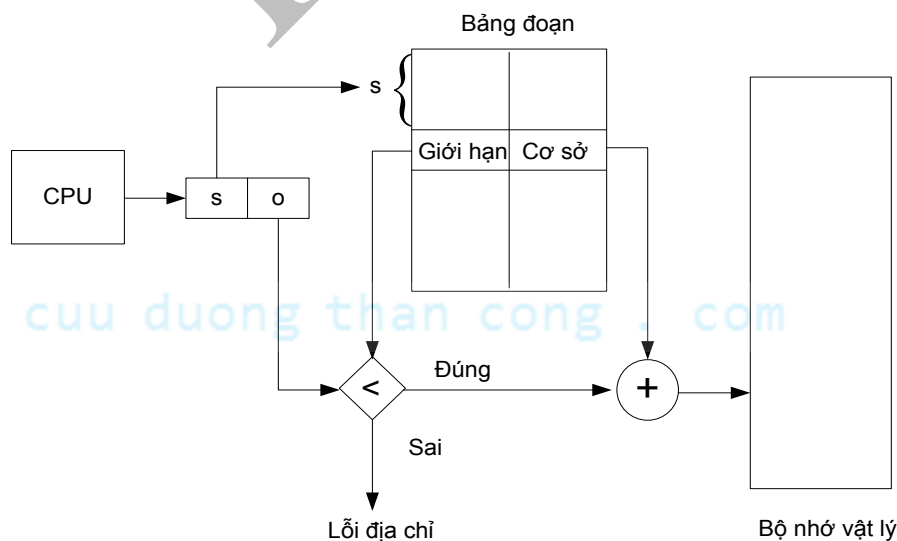 Bảng đoạn
s {
Giới hạn Cơ sở
CPU
s o
cuu duong than cong . com
Đúng
< +
Sai
Lỗi địa chỉ
Bộ nhớ vật lý